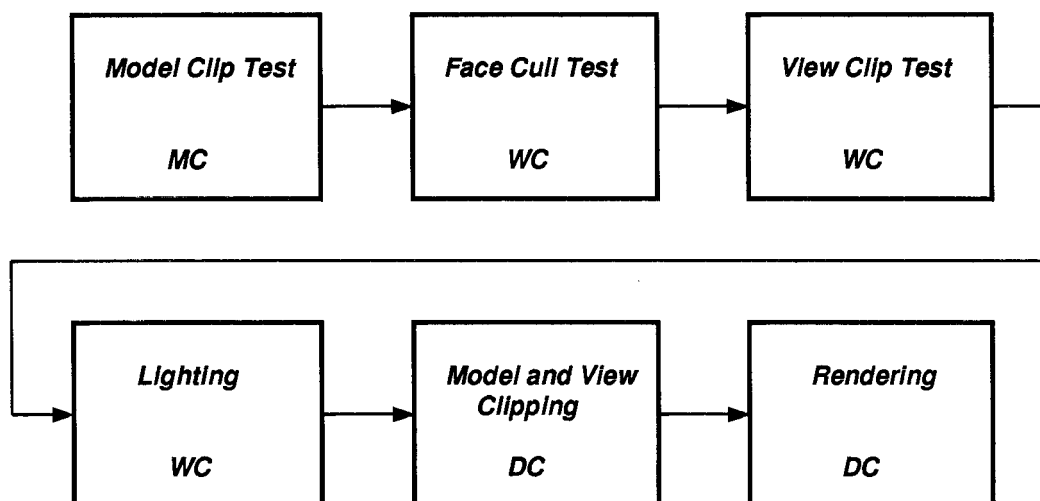 Model Clip Test
MC
Face Cull Test
WC
View Clip Test
WC
Lighting
WC
Model and View
Clipping
DC
Rendering
DC